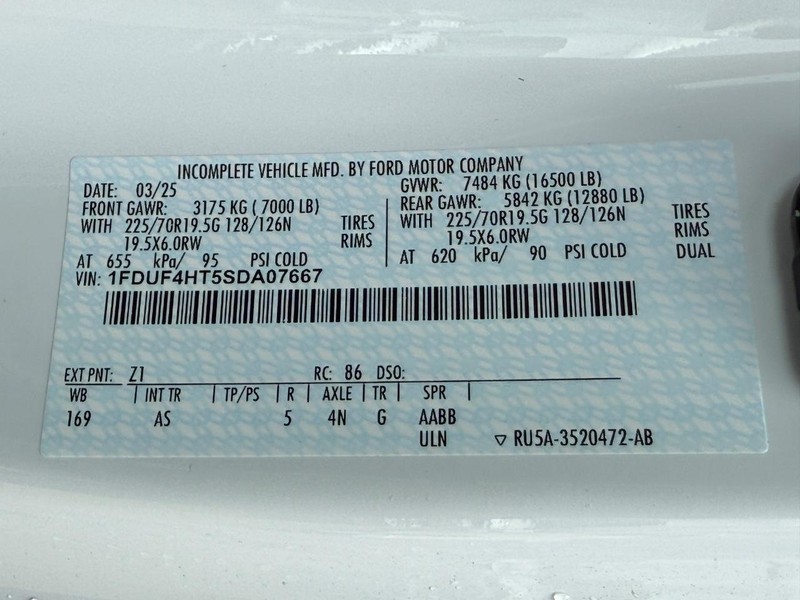 INCOMPLETE VEHICLE MFD. BY FORD MOTOR COMPANY
DATE: 03/25 GVWR: 7484 KG (16500 LB)
FRONT GAWR: 3175 KG ( 7000 LB) REAR GAWR: 5842 KG (12880 LB)
WITH 225/70R19.5G 128/126N TIRES WITH 225/70R19.5G 128/126N TIRES
19.5X6.0RW RIMS 19.5X6.0RW RIMS
AT 655 kPa/ 95 PSI COLD AT 620 kPa/ 90 PSI COLD DUAL
VIN: 1FDUF4HT5SDA07667
EXT PNT: Z1 RC: 86 DSO:
WB | INT TR | TP/PS | R | AXLE | TR | SPR |
169 AS 5 4N G AABB
ULN ▽ RU5A-3520472-AB